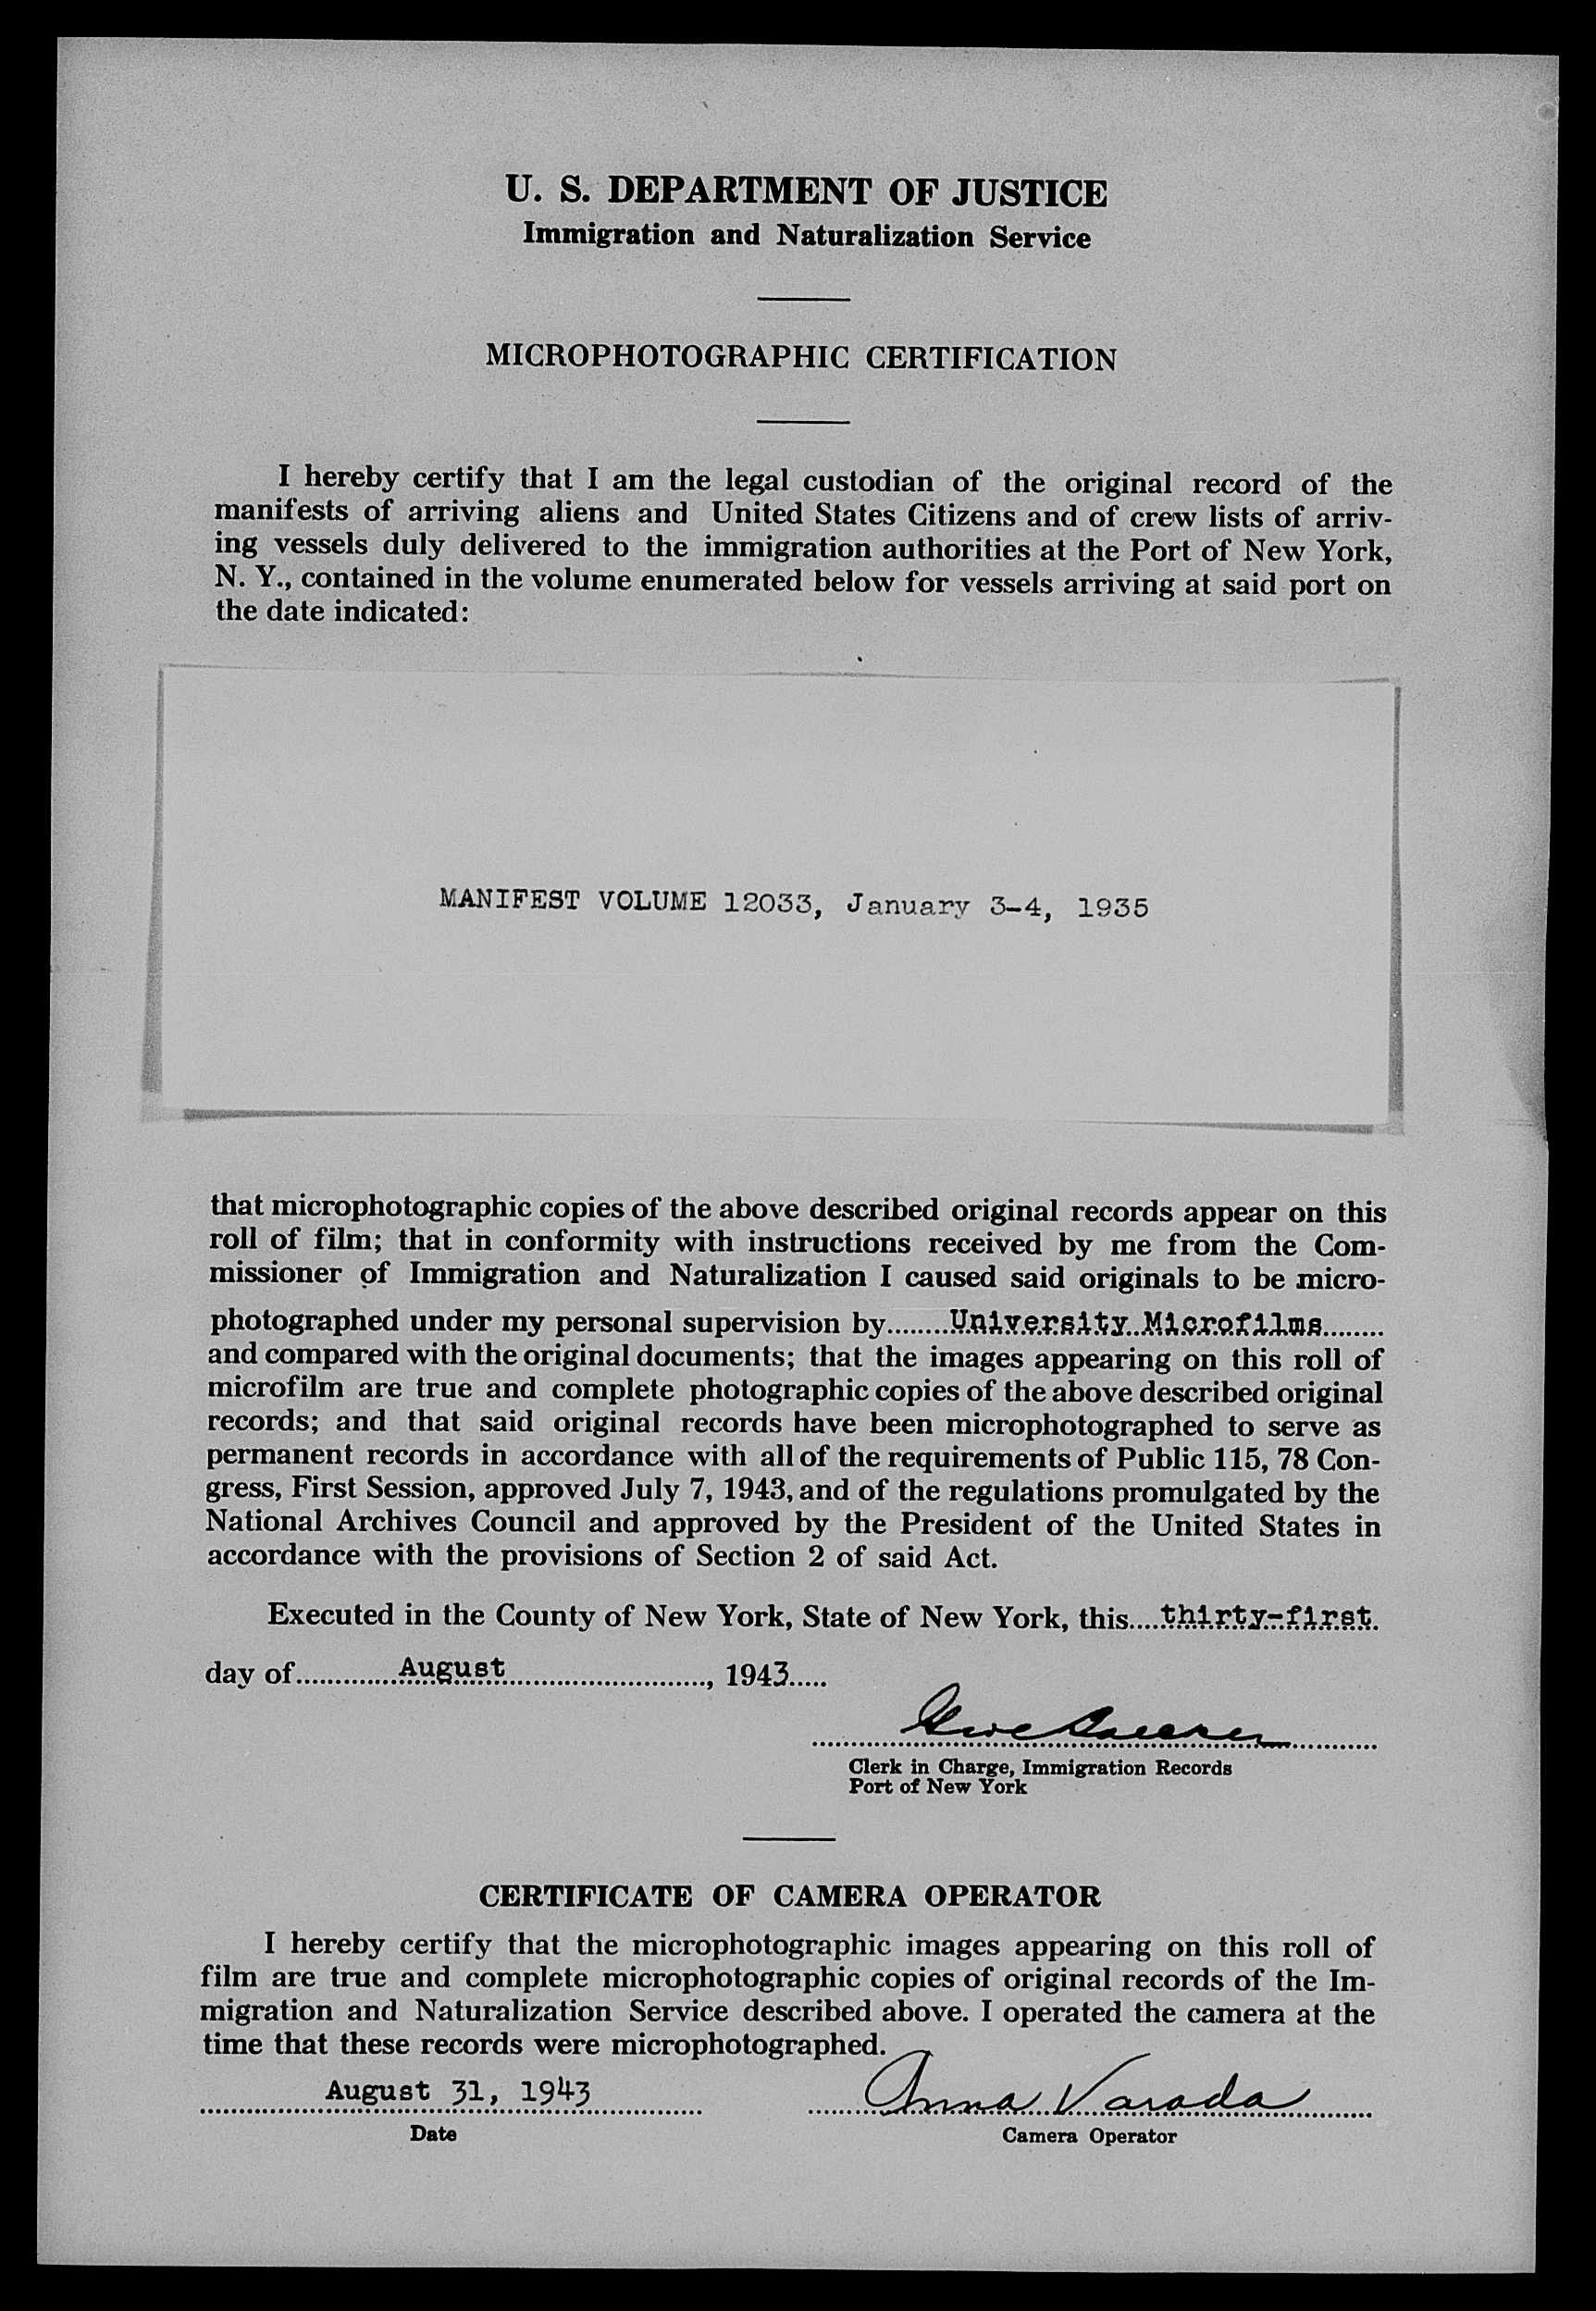 U. S. DEPARTMENT OF JUSTICE
Immigration and Naturalization Service
MICROPHOTOGRAPHIC CERTIFICATION
I hereby certify that I am the legal custodian of the original record of the
manifests of arriving aliens and United States Citizens and of crew lists of arriv-
ing vessels duly delivered to the immigration authorities at the Port of New York,
N. Y., contained in the volume enumerated below for vessels arriving at said port on
the date indicated:
MANIFEST VOLUME 12033, January 3-4, 1935
that microphotographic copies of the above described original records appear on this
roll of film; that in conformity with instructions received by me from the Com-
missioner of Immigration and Naturalization I caused said originals to be micro-
photographed under my personal supervision by........University Microfilms........
and compared with the original documents; that the images appearing on this roll of
microfilm are true and complete photographic copies of the above described original
records; and that said original records have been microphotographed to serve as
permanent records in accordance with all of the requirements of Public 115, 78 Con-
gress, First Session, approved July 7, 1943, and of the regulations promulgated by the
National Archives Council and approved by the President of the United States in
accordance with the provisions of Section 2 of said Act.
Executed in the County of New York, State of New York, this....thirty-first.
day of.............August........................., 1943.....
Clerk in Charge, Immigration Records
Port of New York
CERTIFICATE OF CAMERA OPERATOR
I hereby certify that the microphotographic images appearing on this roll of
film are true and complete microphotographic copies of original records of the Im-
migration and Naturalization Service described above. I operated the camera at the
time that these records were microphotographed.
August 31, 1943 Anna Varada
Date Camera Operator